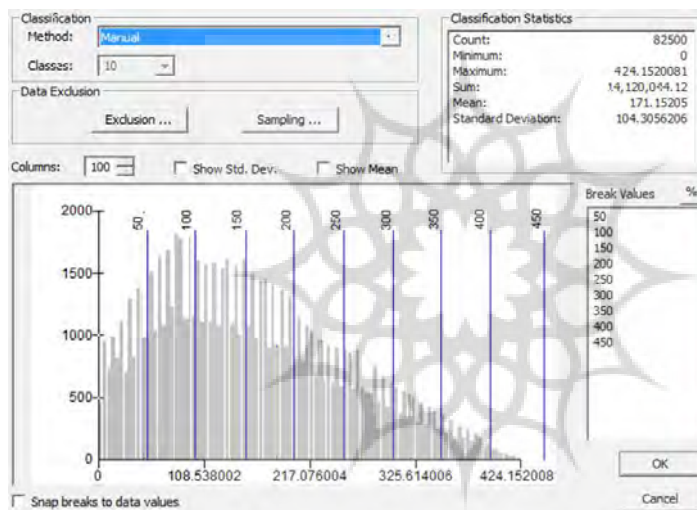 Classification
Method: Manual
Classes: 10
Data Exclusion
Exclusion ... Sampling ...
Classification Statistics
Count: 82500
Minimum: 0
Maximum: 424.1520081
Sum: 14,120,044.12
Mean: 171.15205
Standard Deviation: 104.3056206
Columns: 100 Show Std. Dev. Show Mean
Break Values %
50
100
150
200
250
300
350
400
450
50 100 150 200 250 300 350 400 450
2000
1500
1000
500
0
0 108.538002 217.076004 325.614006 424.152008
OK
Snap breaks to data values Cancel